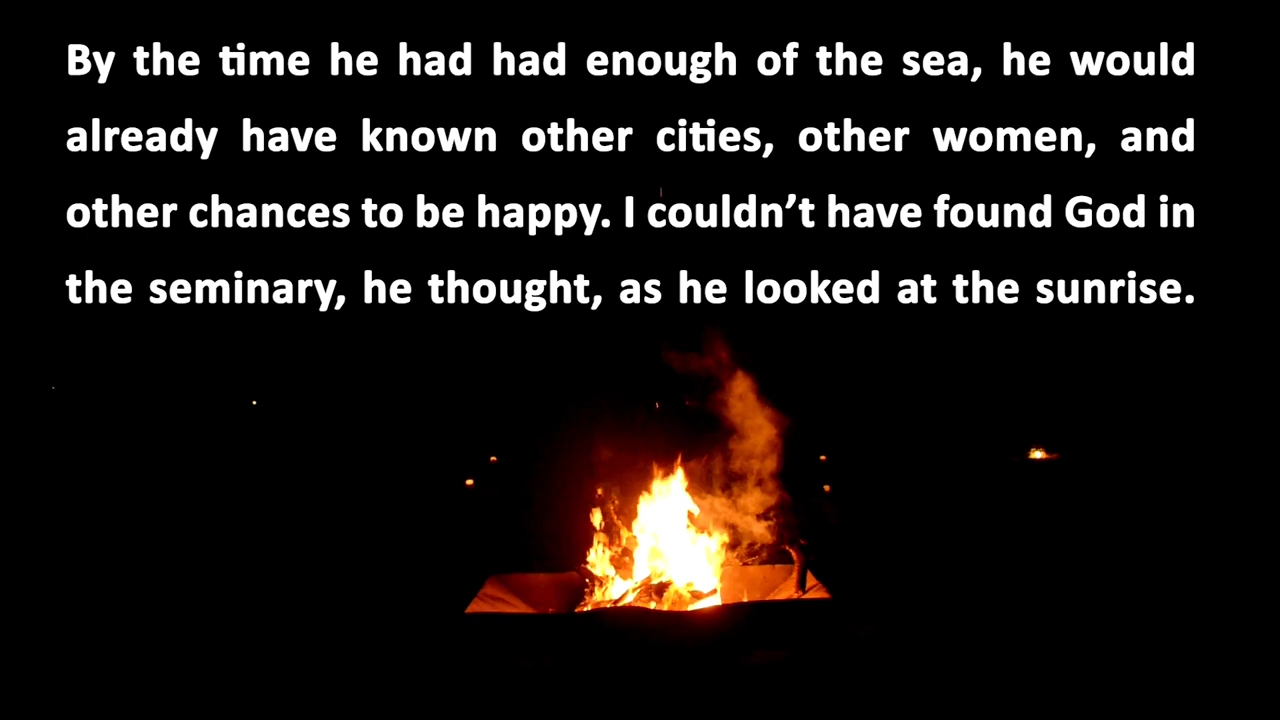 By the time he had had enough of the sea, he would
already have known other cities, other women, and
other chances to be happy. I couldn’t have found God in
the seminary, he thought, as he looked at the sunrise.